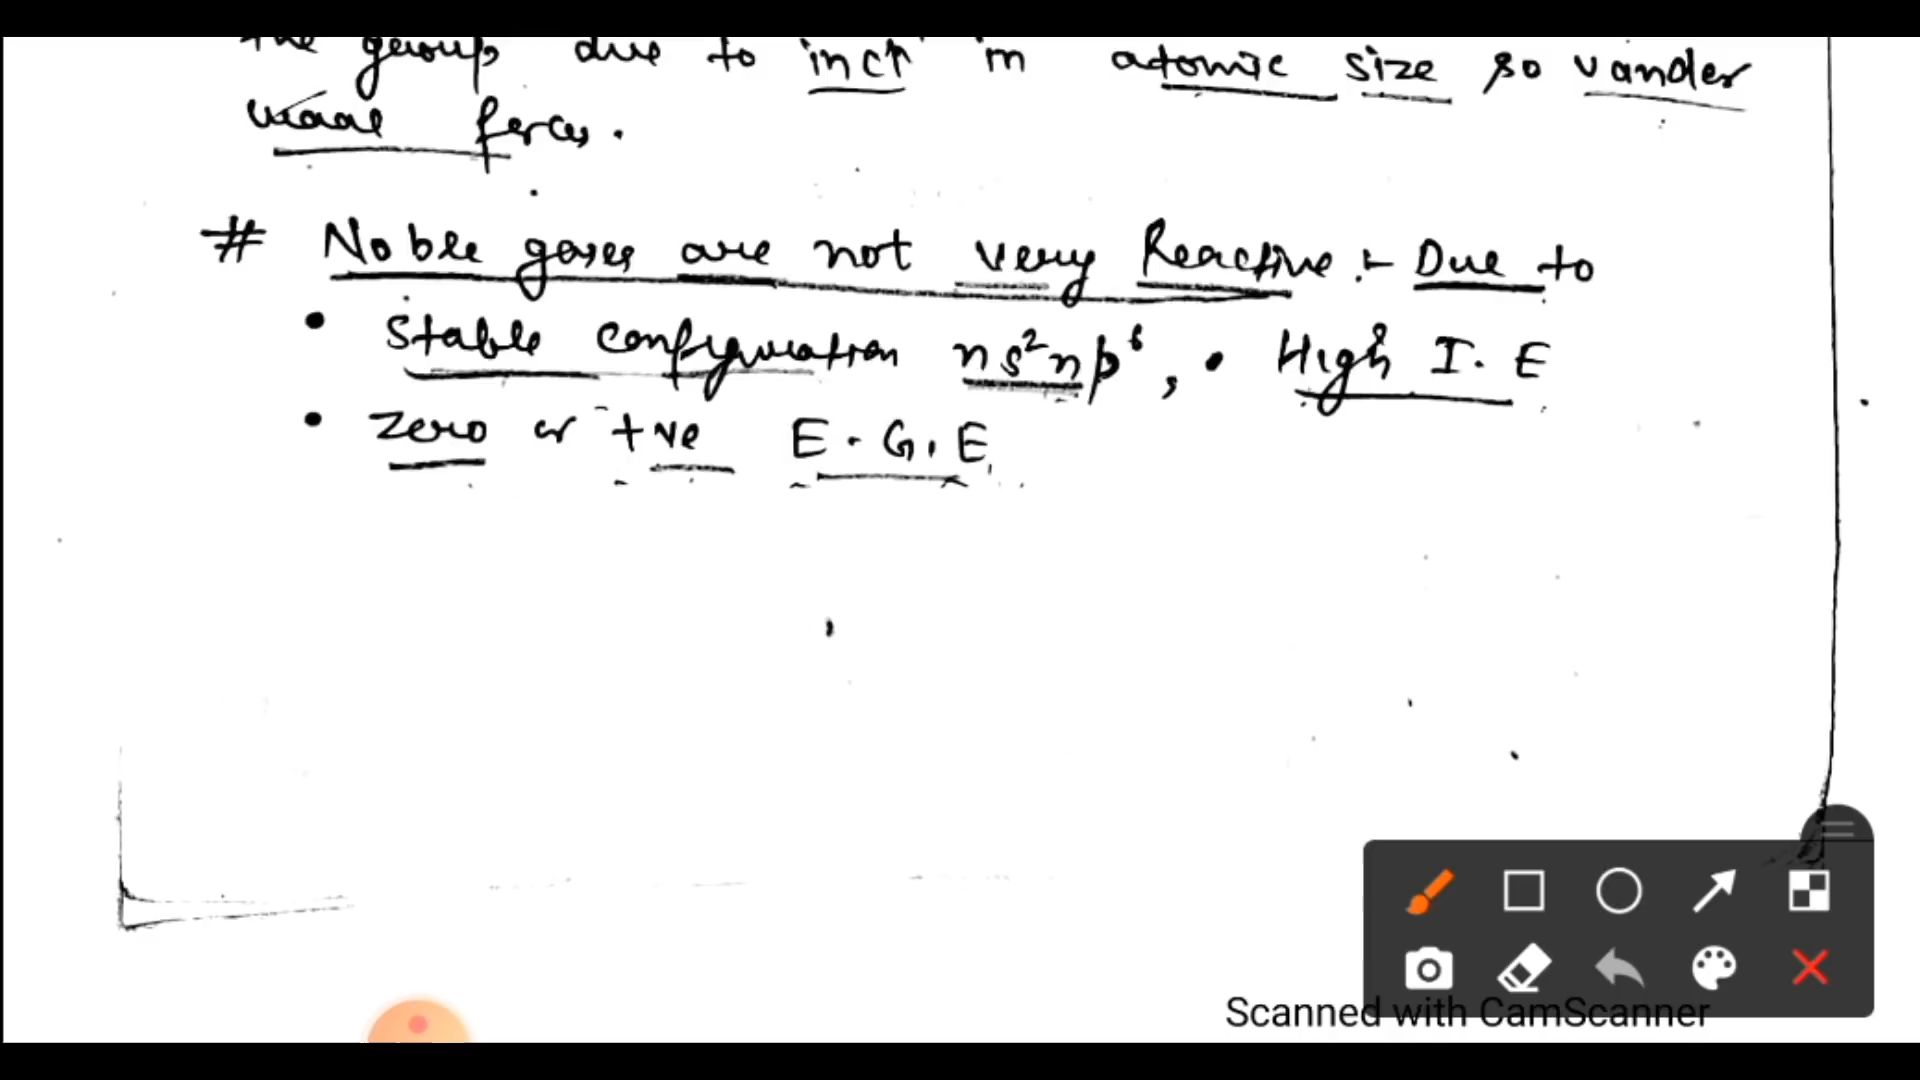 the group due to incr in atomic size so vander
waal forces.
# Noble gases are not very Reactive :- Due to
• Stable configuration ns²np⁶, • High I. E
• zero or +ve E.G.E
Scanned with CamScanner